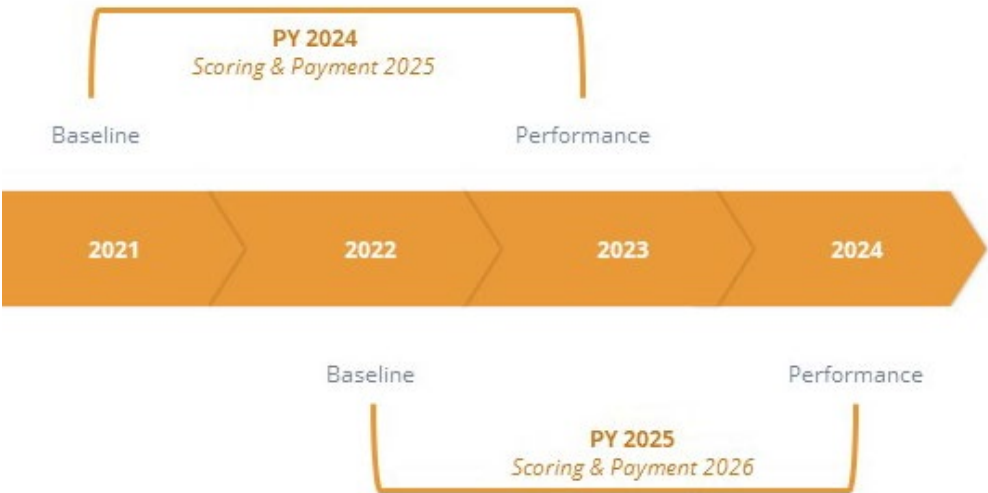 PY 2024
Scoring & Payment 2025
Baseline Performance
2021 2022 2023 2024
Baseline Performance
PY 2025
Scoring & Payment 2026